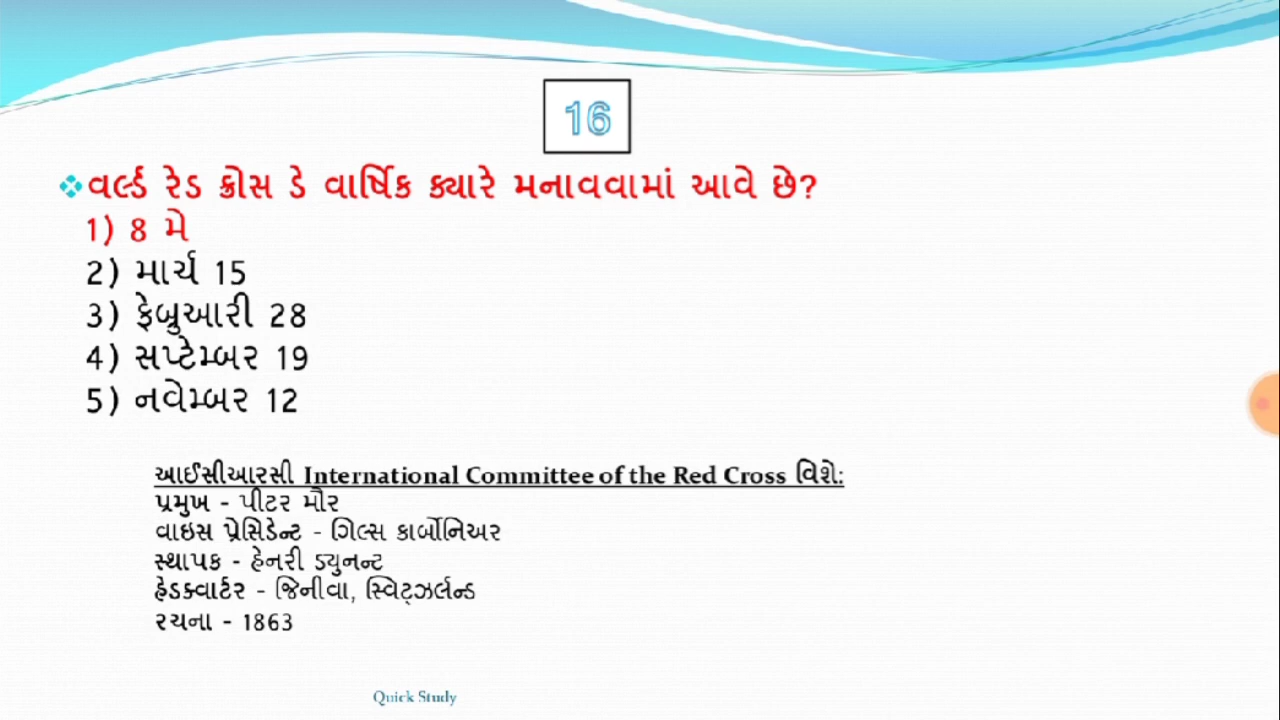 16
વર્લ્ડ રેડ ક્રોસ ડે વાર્ષિક ક્યારે મનાવવામાં આવે છે?
1) 8 મે
2) માર્ચ 15
3) ફેબ્રુઆરી 28
4) સપ્ટેમ્બર 19
5) નવેમ્બર 12
આઈસીઆરસી International Committee of the Red Cross વિશે:
પ્રમુખ - પીટર મૌર
વાઇસ પ્રેસિડેન્ટ - ગિલ્સ કાર્બોનિઅર
સ્થાપક - હેનરી ડ્યુનન્ટ
હેડક્વાર્ટર - જિનીવા, સ્વિટ્ઝર્લન્ડ
રચના - 1863
Quick Study